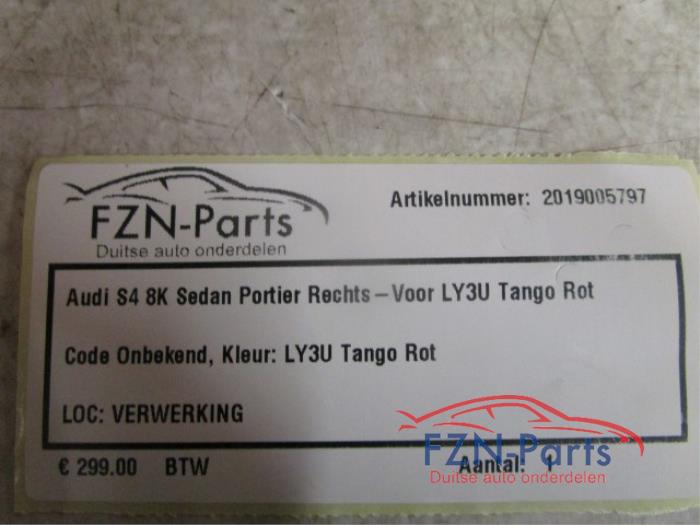 FZN-Parts
Duitse auto onderdelen
Artikelnummer: 2019005797
Audi S4 8K Sedan Portier Rechts-Voor LY3U Tango Rot
Code Onbekend, Kleur: LY3U Tango Rot
LOC: VERWERKING
€ 299.00 BTW
Aantal: 1
FZN-Parts
Duitse auto onderdelen